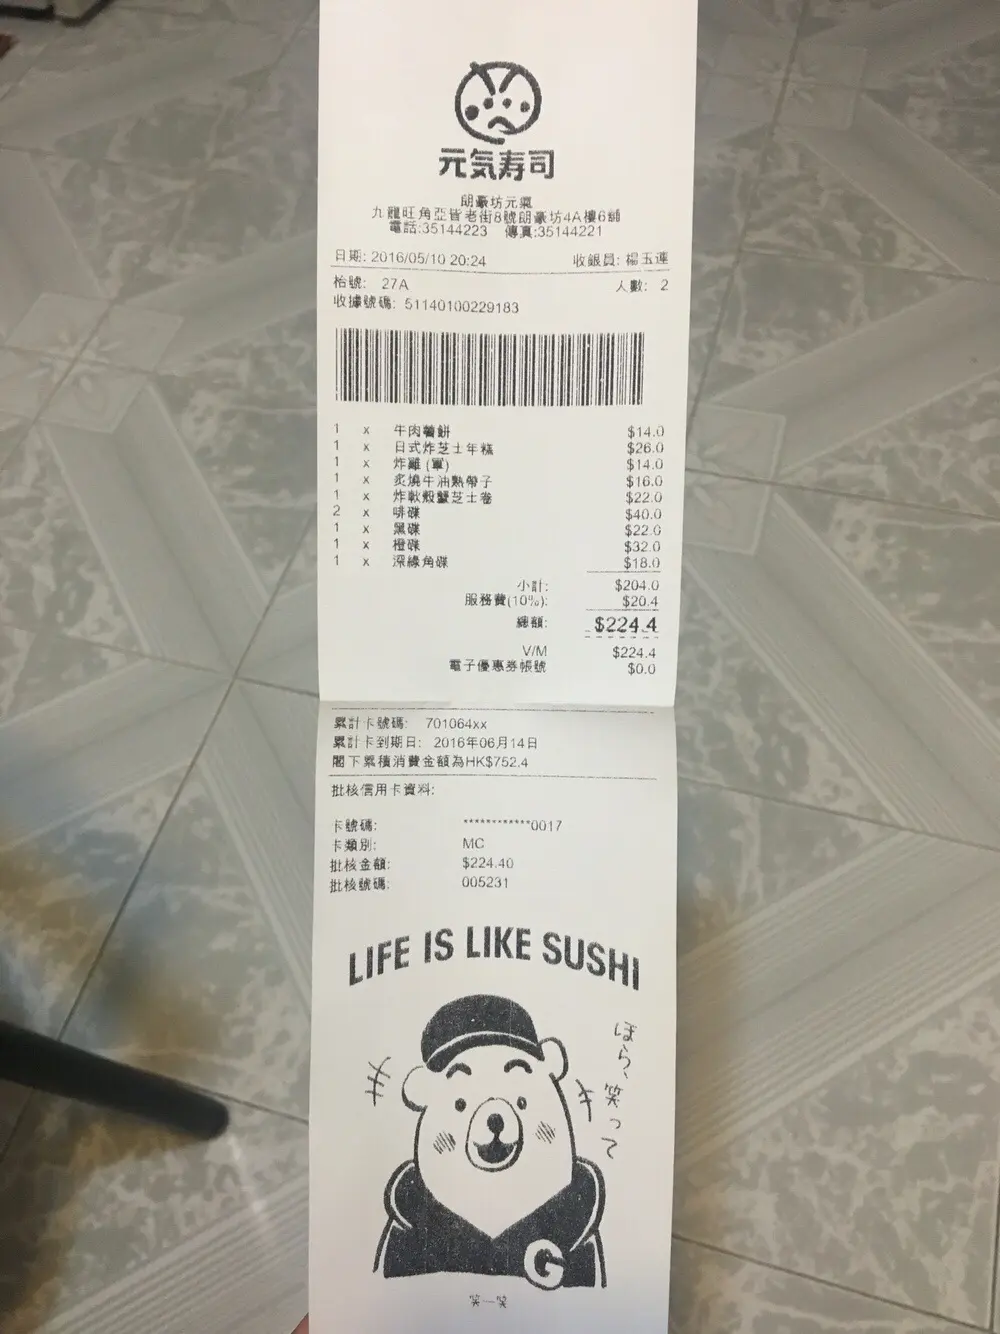 元気寿司
朗豪坊元氣
九龍旺角亞皆老街8號朗豪坊4A樓6舖
電話:35144223 傳真:35144221
日期: 2016/05/10 20:24 收銀員: 楊玉蓮
枱號: 27A 人數: 2
收據號碼: 51140100229183
1 x 牛肉薯餅 $14.0
1 x 日式炸芝士年糕 $26.0
1 x 炸雞 (軍) $14.0
1 x 炙燒牛油熟帶子 $16.0
1 x 炸軟殼蟹芝士卷 $22.0
2 x 啡碟 $40.0
1 x 黑碟 $22.0
1 x 橙碟 $32.0
1 x 深綠角碟 $18.0
小計: $204.0
服務費(10%): $20.4
總額: $224.4
V/M $224.4
電子優惠券帳號 $0.0
累計卡號碼: 701064xx
累計卡到期日: 2016年06月14日
閣下累積消費金額為HK$752.4
批核信用卡資料:
卡號碼: ************0017
卡類別: MC
批核金額: $224.40
批核號碼: 005231
LIFE IS LIKE SUSHI
ほら、笑って
G
笑一笑